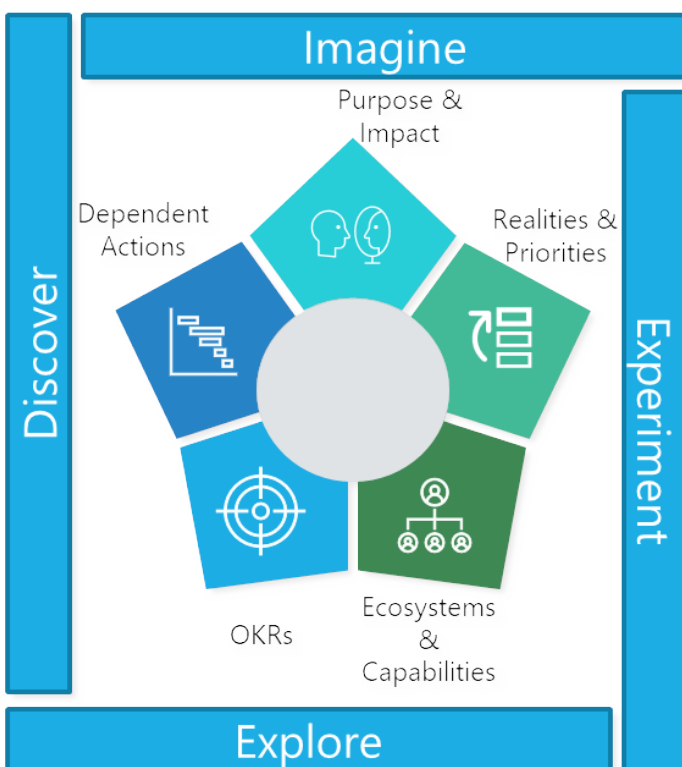 Imagine
Purpose &
Impact
Dependent
Actions
Realities &
Priorities
Discover
Experiment
OKRs
Ecosystems
&
Capabilities
Explore